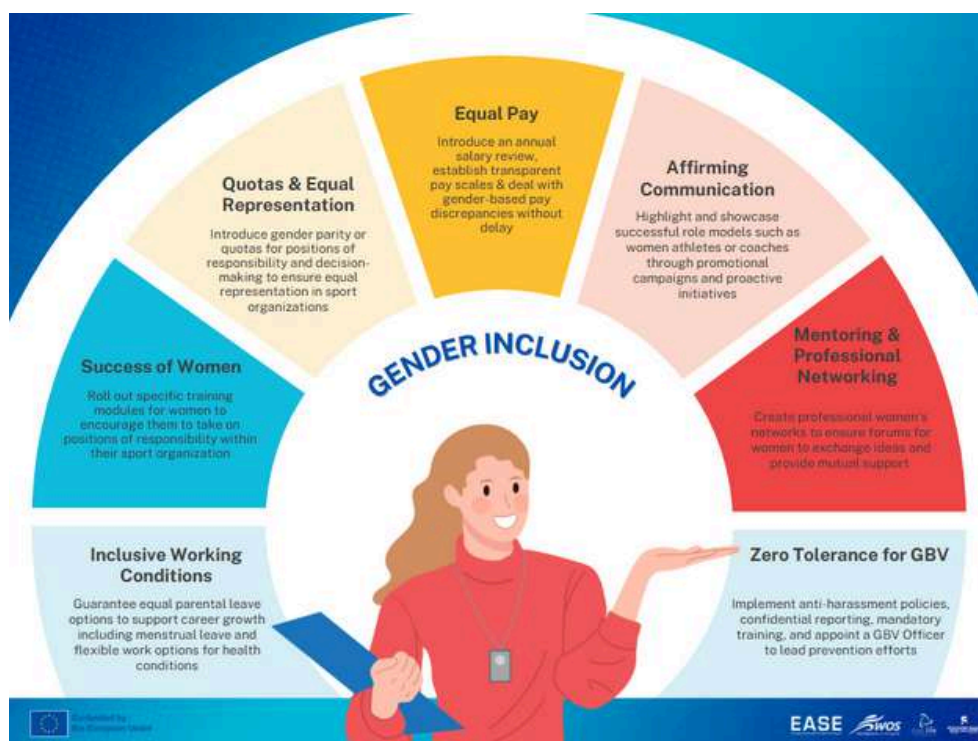 Equal Pay
Introduce an annual
salary review,
establish transparent
pay scales & deal with
gender-based pay
discrepancies without
delay
Quotas & Equal
Representation
Introduce gender parity or
quotas for positions of
responsibility and decision-
making to ensure equal
representation in sport
organizations
Affirming
Communication
Highlight and showcase
successful role models such as
women athletes or coaches
through promotional
campaigns and proactive
initiatives
Success of Women
Roll out specific training
modules for women to
encourage them to take on
positions of responsibility within
their sport organization
GENDER INCLUSION
Mentoring &
Professional
Networking
Create professional women's
networks to ensure forums for
women to exchange ideas and
provide mutual support
Inclusive Working
Conditions
Guarantee equal parental leave
options to support career growth
including menstrual leave and
flexible work options for health
conditions
Zero Tolerance for GBV
Implement anti-harassment policies,
confidential reporting, mandatory
training, and appoint a GBV Officer
to lead prevention efforts
Co-funded by
the European Union
EASE
SWOS